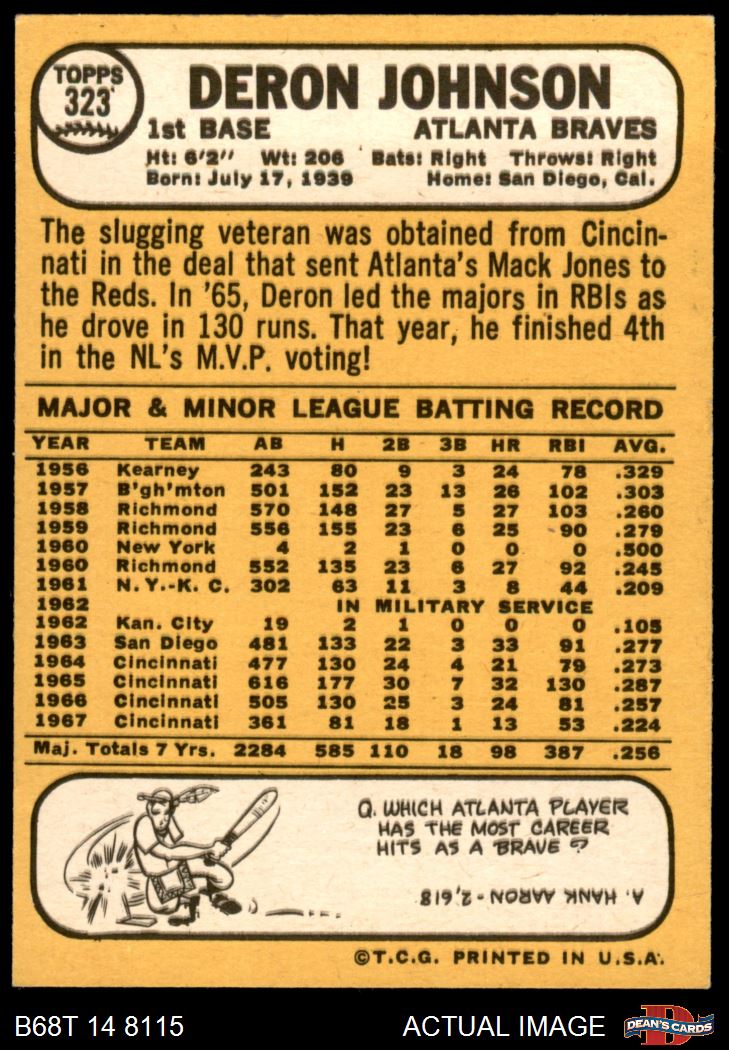 TOPPS
323
DERON JOHNSON
1st BASE ATLANTA BRAVES
Ht: 6'2" Wt: 206 Bats: Right Throws: Right
Born: July 17, 1939 Home: San Diego, Cal.
The slugging veteran was obtained from Cincin-
nati in the deal that sent Atlanta's Mack Jones to
the Reds. In '65, Deron led the majors in RBIs as
he drove in 130 runs. That year, he finished 4th
in the NL's M.V.P. voting!
MAJOR & MINOR LEAGUE BATTING RECORD
YEAR TEAM AB H 2B 3B HR RBI AVG.
1956 Kearney 243 80 9 3 24 78 .329
1957 B'gh'mton 501 152 23 13 26 102 .303
1958 Richmond 570 148 27 5 27 103 .260
1959 Richmond 556 155 23 6 25 90 .279
1960 New York 4 2 1 0 0 0 .500
1960 Richmond 552 135 23 6 27 92 .245
1961 N.Y.-K. C. 302 63 11 3 8 44 .209
1962 IN MILITARY SERVICE
1962 Kan. City 19 2 1 0 0 0 .105
1963 San Diego 481 133 22 3 33 91 .277
1964 Cincinnati 477 130 24 4 21 79 .273
1965 Cincinnati 616 177 30 7 32 130 .287
1966 Cincinnati 505 130 25 3 24 81 .257
1967 Cincinnati 361 81 18 1 13 53 .224
Maj. Totals 7 Yrs. 2284 585 110 18 98 387 .256
Q. WHICH ATLANTA PLAYER
HAS THE MOST CAREER
HITS AS A BRAVE ?
A. HANK AARON - 2,618
©T.C.G. PRINTED IN U.S.A.
B68T 14 8115 ACTUAL IMAGE
D
DEAN'S CARDS